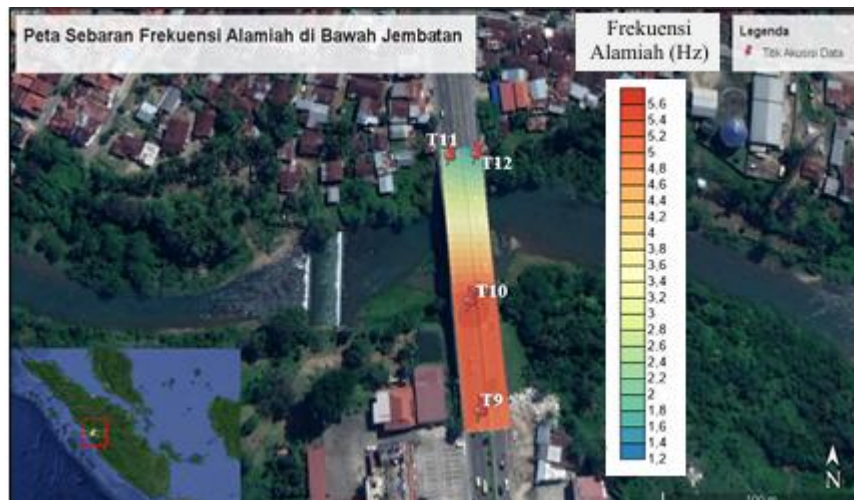 Peta Sebaran Frekuensi Alamiah di Bawah Jembatan
Frekuensi
Alamiah (Hz)
Legenda
Titik Akusisi Data
T11
T12
T10
T9
5,6
5,4
5,2
5
4,8
4,6
4,4
4,2
4
3,8
3,6
3,4
3,2
3
2,8
2,6
2,4
2,2
2
1,8
1,6
1,4
1,2
N